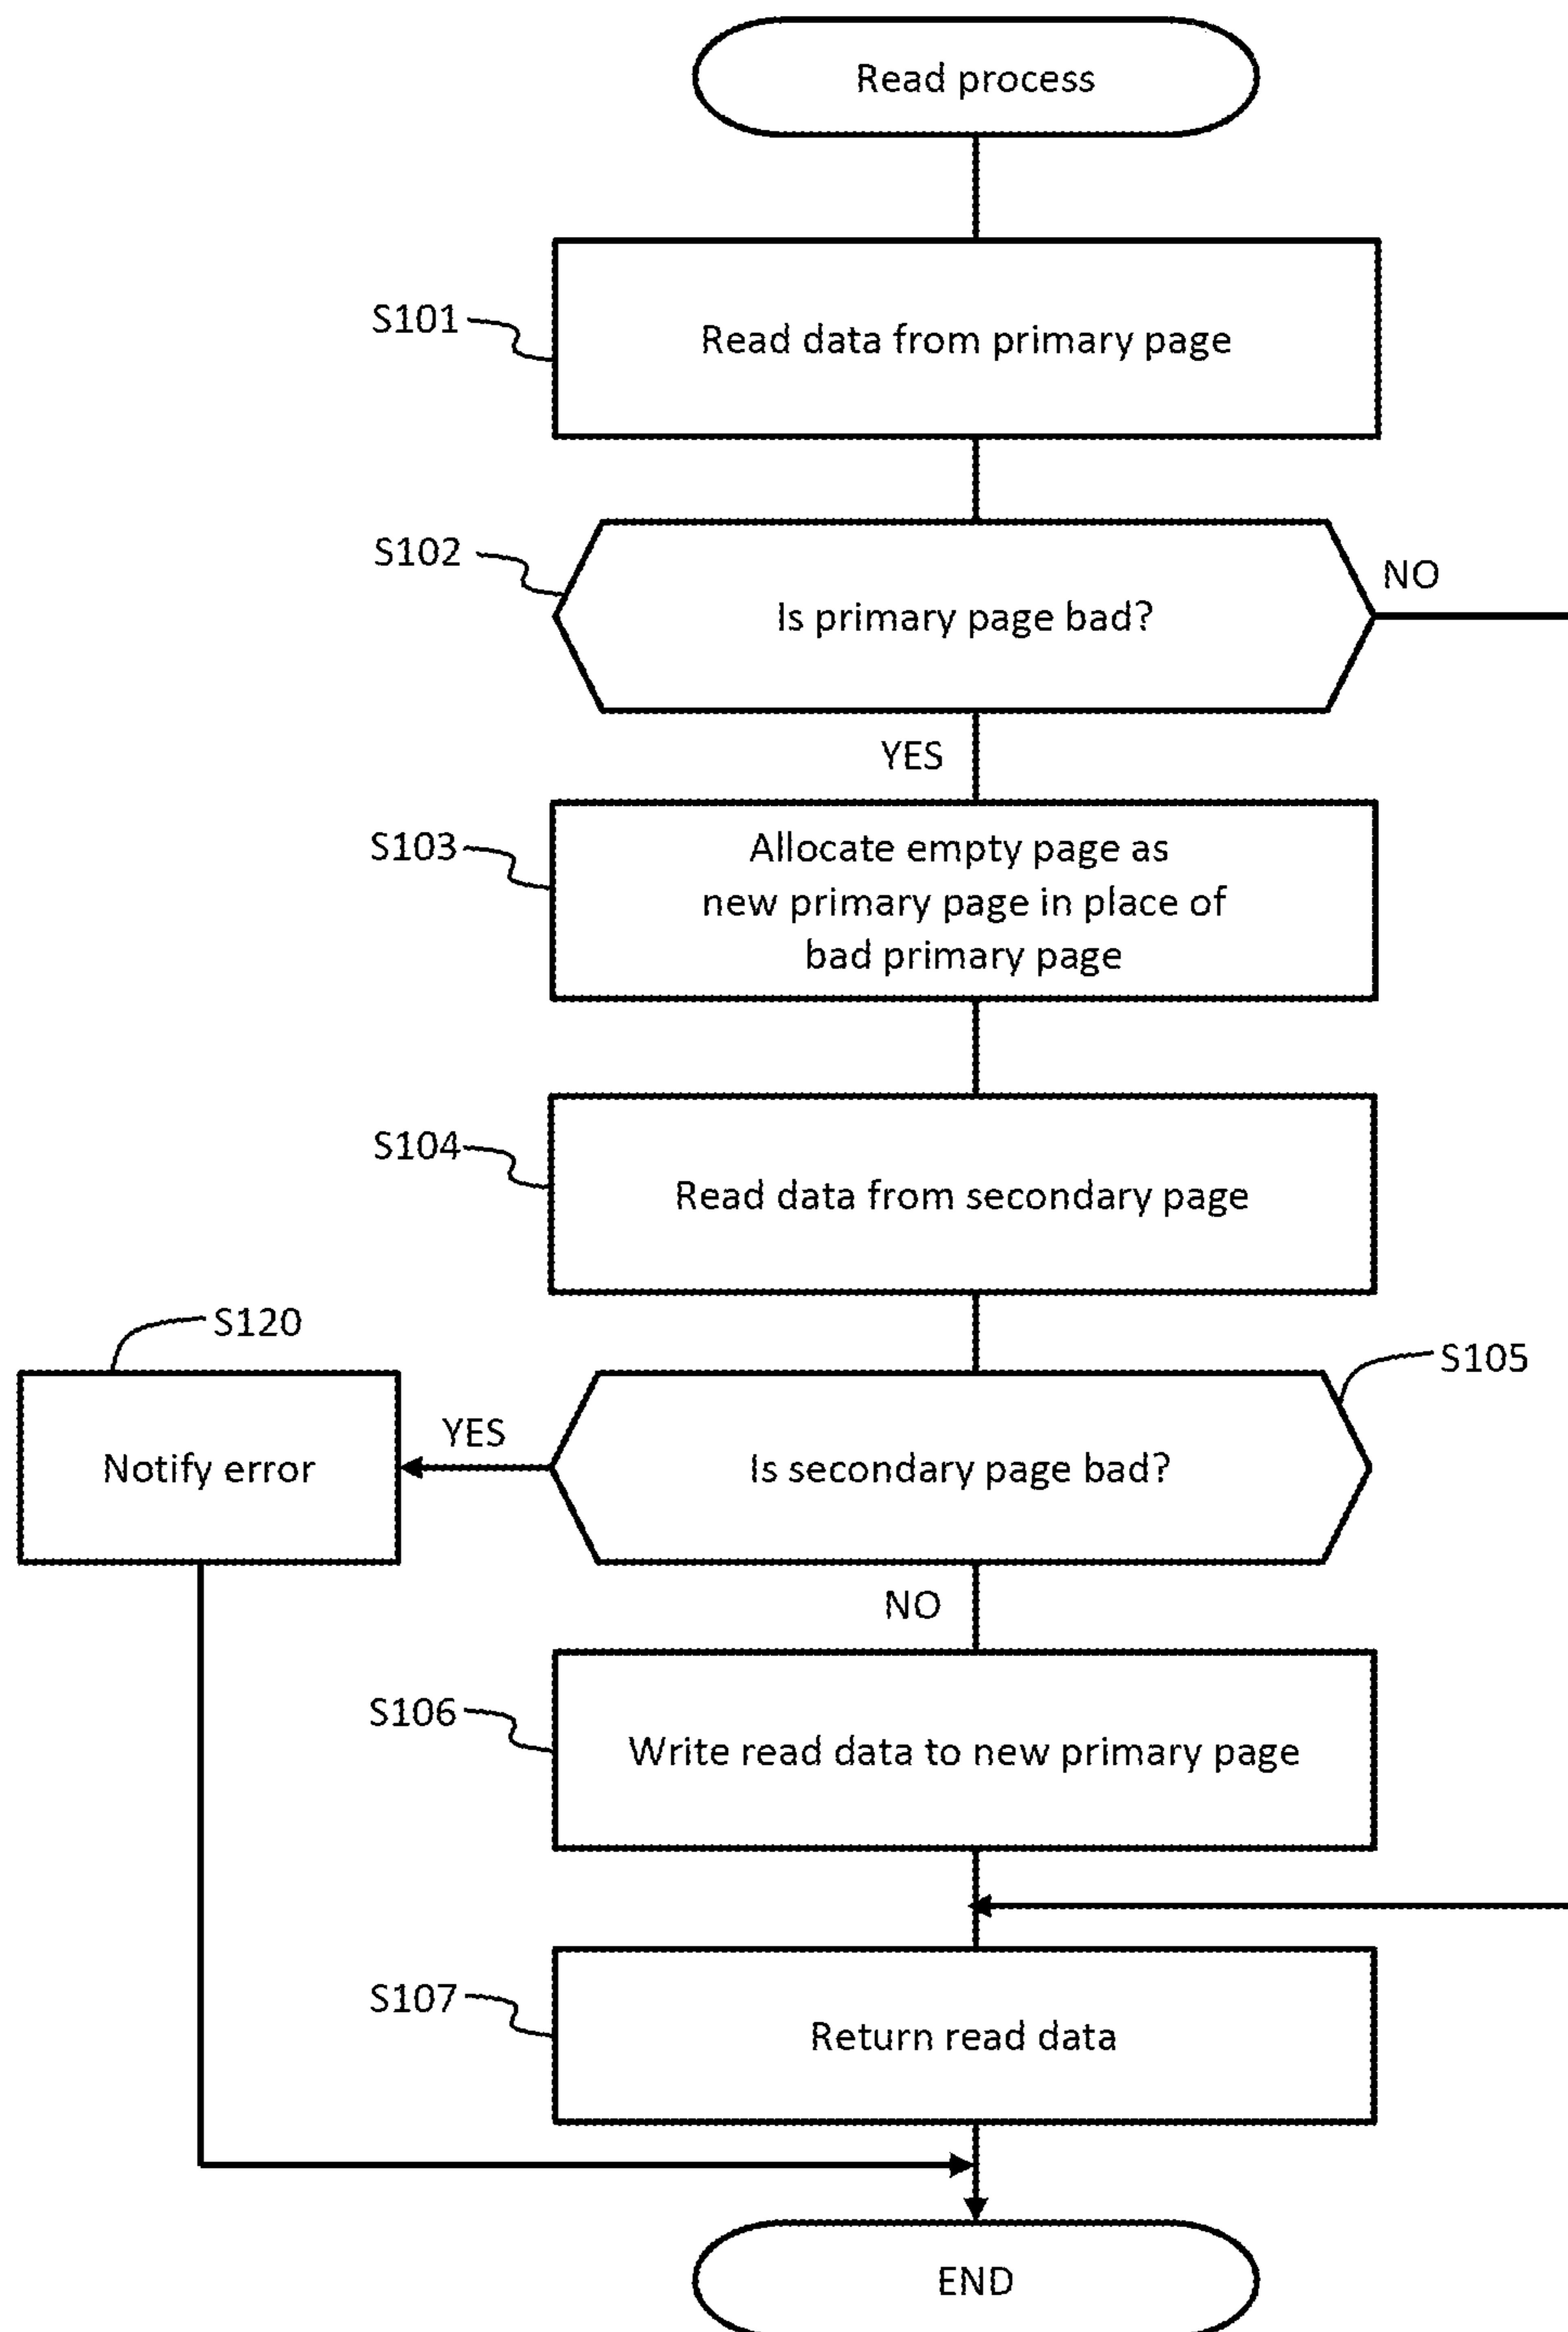 Read process
S101
Read data from primary page
S102
Is primary page bad?
NO
YES
S103
Allocate empty page as
new primary page in place of
bad primary page
S104
Read data from secondary page
S120
S105
Notify error
YES
Is secondary page bad?
NO
S106
Write read data to new primary page
S107
Return read data
END